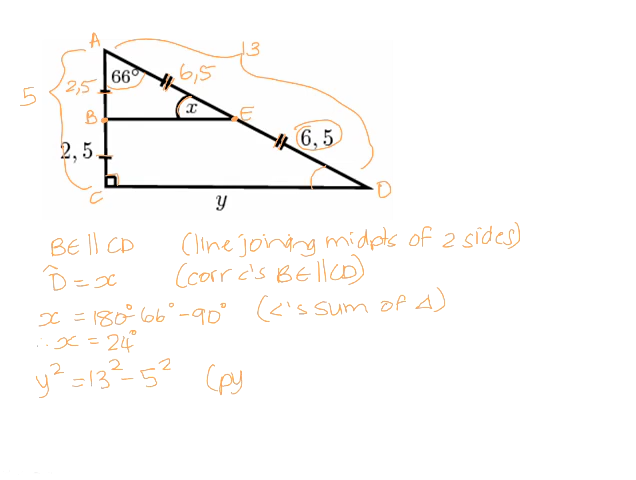 A
13
66°
6,5
5
2,5
x
B
E
6, 5
2, 5
C
D
y
BE || CD (line joining midpts of 2 sides)
D̂ = x (corr <'s BE||CD)
x = 180°-66°-90° (<'s sum of Δ)
∴ x = 24°
y² = 13² - 5² (py